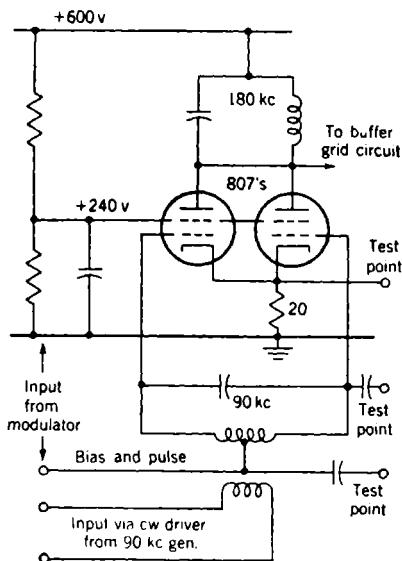 +600 v
180 kc
To buffer
grid circuit
807's
+240 v
Test
point
20
Input
from
modulator
90 kc
Test
point
Bias and pulse
Test
point
Input via cw driver
from 90 kc gen.